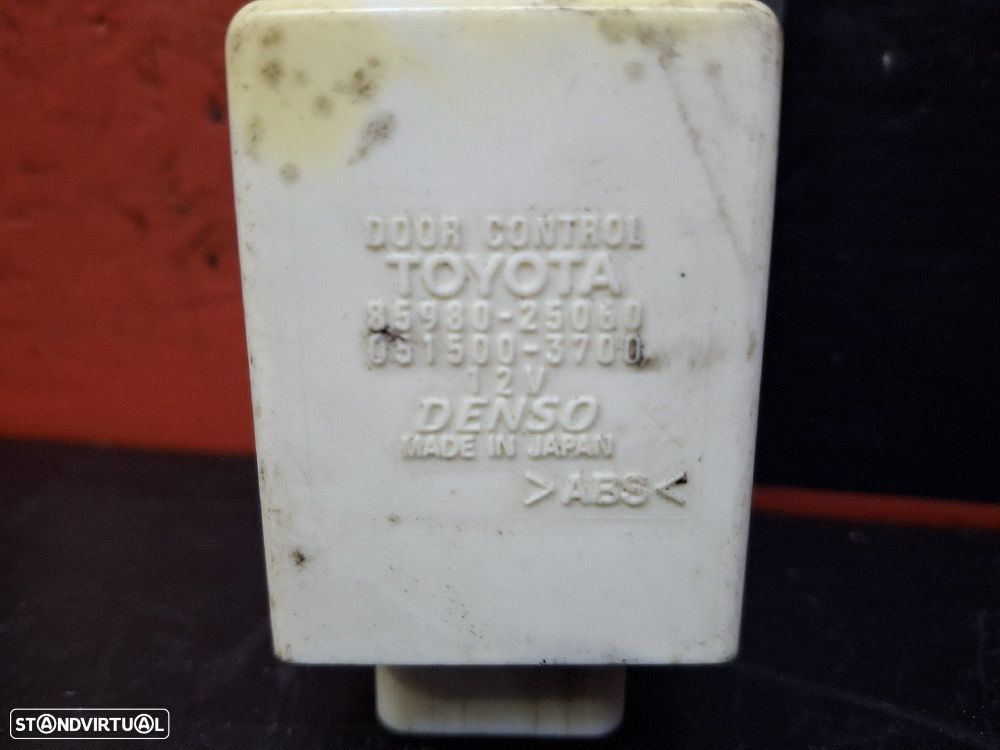 DOOR CONTROL
TOYOTA
85980-25060
051500-3700
12V
DENSO
MADE IN JAPAN
>ABS<
STANDVIRTUAL